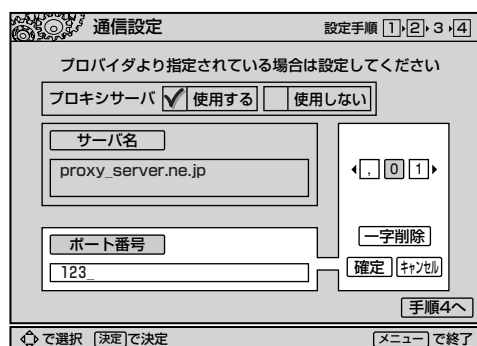 通信設定 設定手順 1 2 3 4
プロバイダより指定されている場合は設定してください
プロキシサーバ 使用する 使用しない
サーバ名
proxy_server.ne.jp
, 0 1
ポート番号
123_
一字削除
確定 キャンセル
手順4へ
で選択 決定 で決定 メニュー で終了